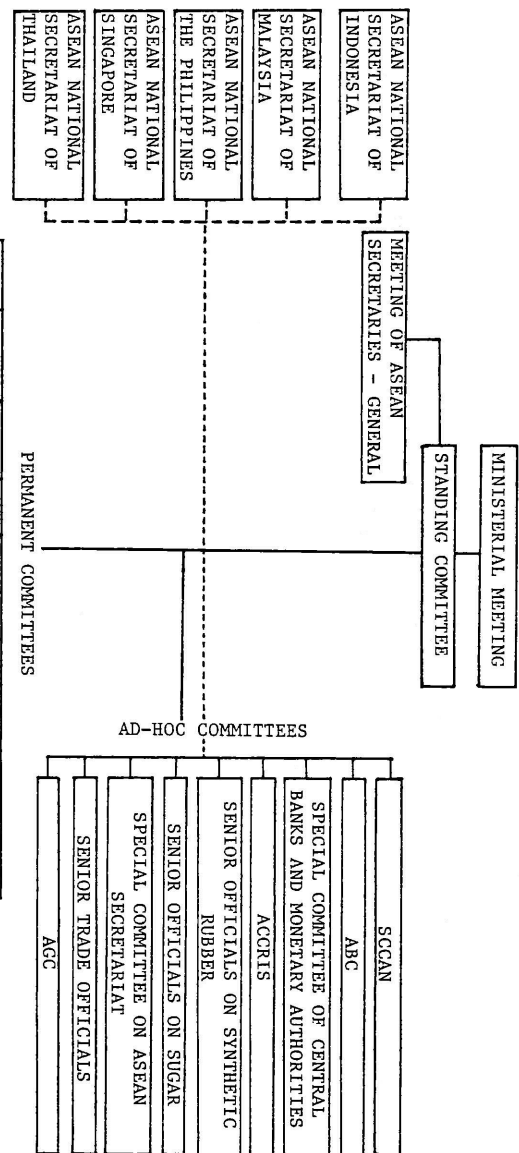 MINISTERIAL MEETING
STANDING COMMITTEE
MEETING OF ASEAN
SECRETARIES - GENERAL
ASEAN NATIONAL
SECRETARIAT OF
INDONESIA
ASEAN NATIONAL
SECRETARIAT OF
MALAYSIA
ASEAN NATIONAL
SECRETARIAT OF
THE PHILIPPINES
ASEAN NATIONAL
SECRETARIAT OF
SINGAPORE
ASEAN NATIONAL
SECRETARIAT OF
THAILAND
AD-HOC COMMITTEES
SCCAN
ABC
SPECIAL COMMITTEE OF CENTRAL
BANKS AND MONETARY AUTHORITIES
ACCRIS
SENIOR OFFICIALS ON SYNTHETIC
RUBBER
SENIOR OFFICIALS ON SUGAR
SPECIAL COMMITTEE ON ASEAN
SECRETARIAT
SENIOR TRADE OFFICIALS
AGC
PERMANENT COMMITTEES